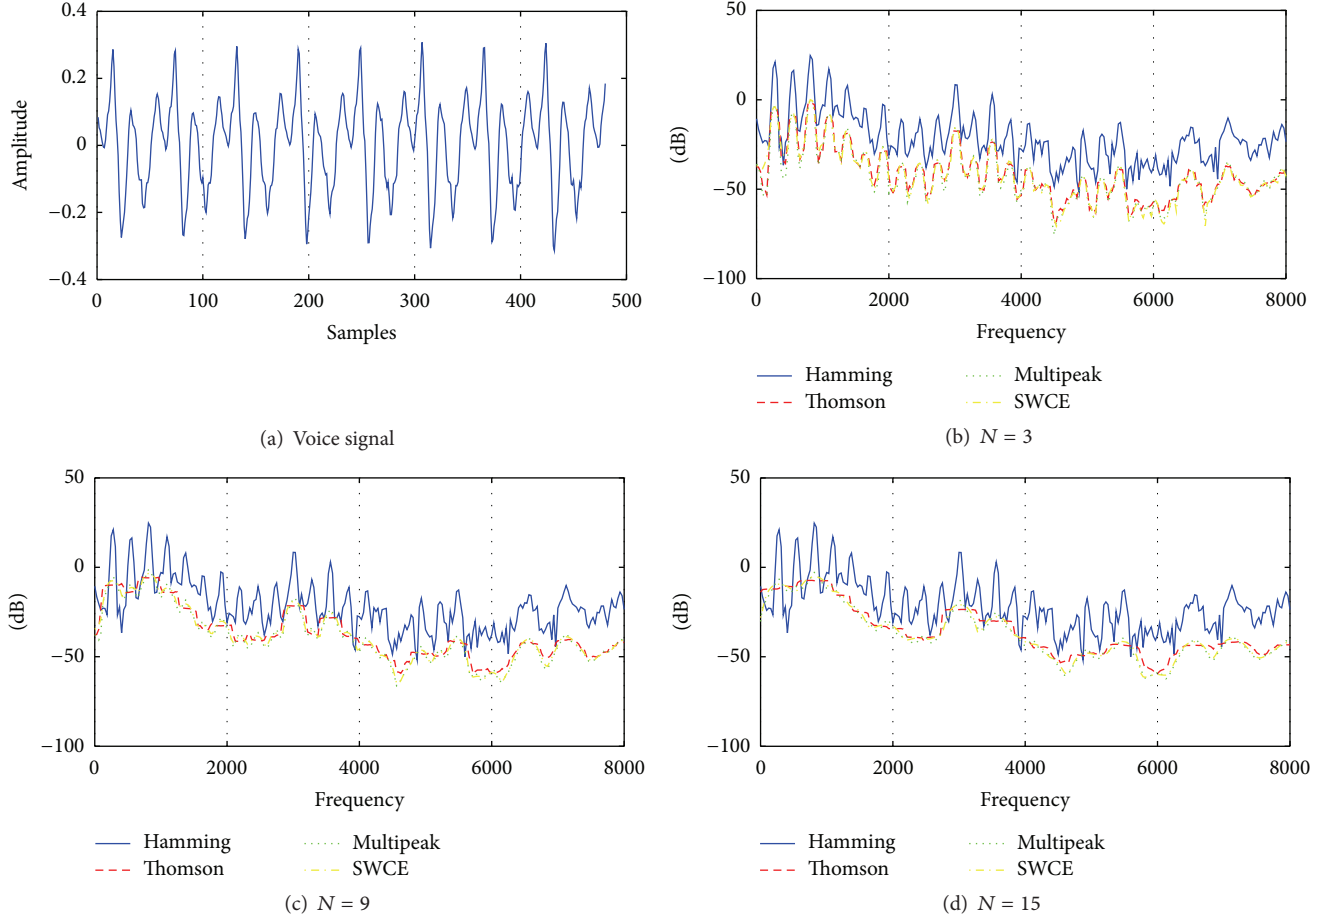 0.4
0.2
0
−0.2
−0.4
Amplitude
0 100 200 300 400 500
Samples
(a) Voice signal
50
0
−50
−100
(dB)
0 2000 4000 6000 8000
Frequency
Hamming
Thomson
Multipeak
SWCE
(b) N = 3
50
0
−50
−100
(dB)
0 2000 4000 6000 8000
Frequency
Hamming
Thomson
Multipeak
SWCE
(c) N = 9
50
0
−50
−100
(dB)
0 2000 4000 6000 8000
Frequency
Hamming
Thomson
Multipeak
SWCE
(d) N = 15